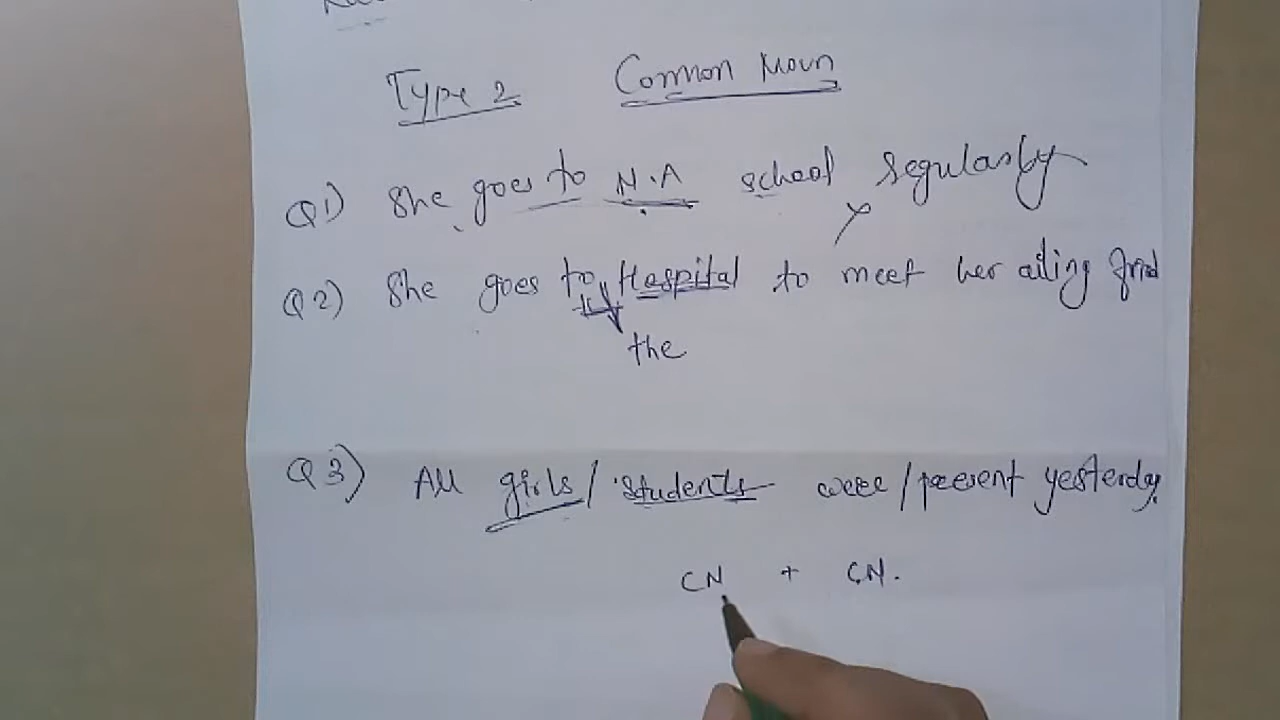 Type 2 Common Noun
Q1) She goes to N.A school regularly
Q2) She goes to Hospital to meet her ailing frnd
the
Q3) All girls / students were / present yesterday.
CN + CN.